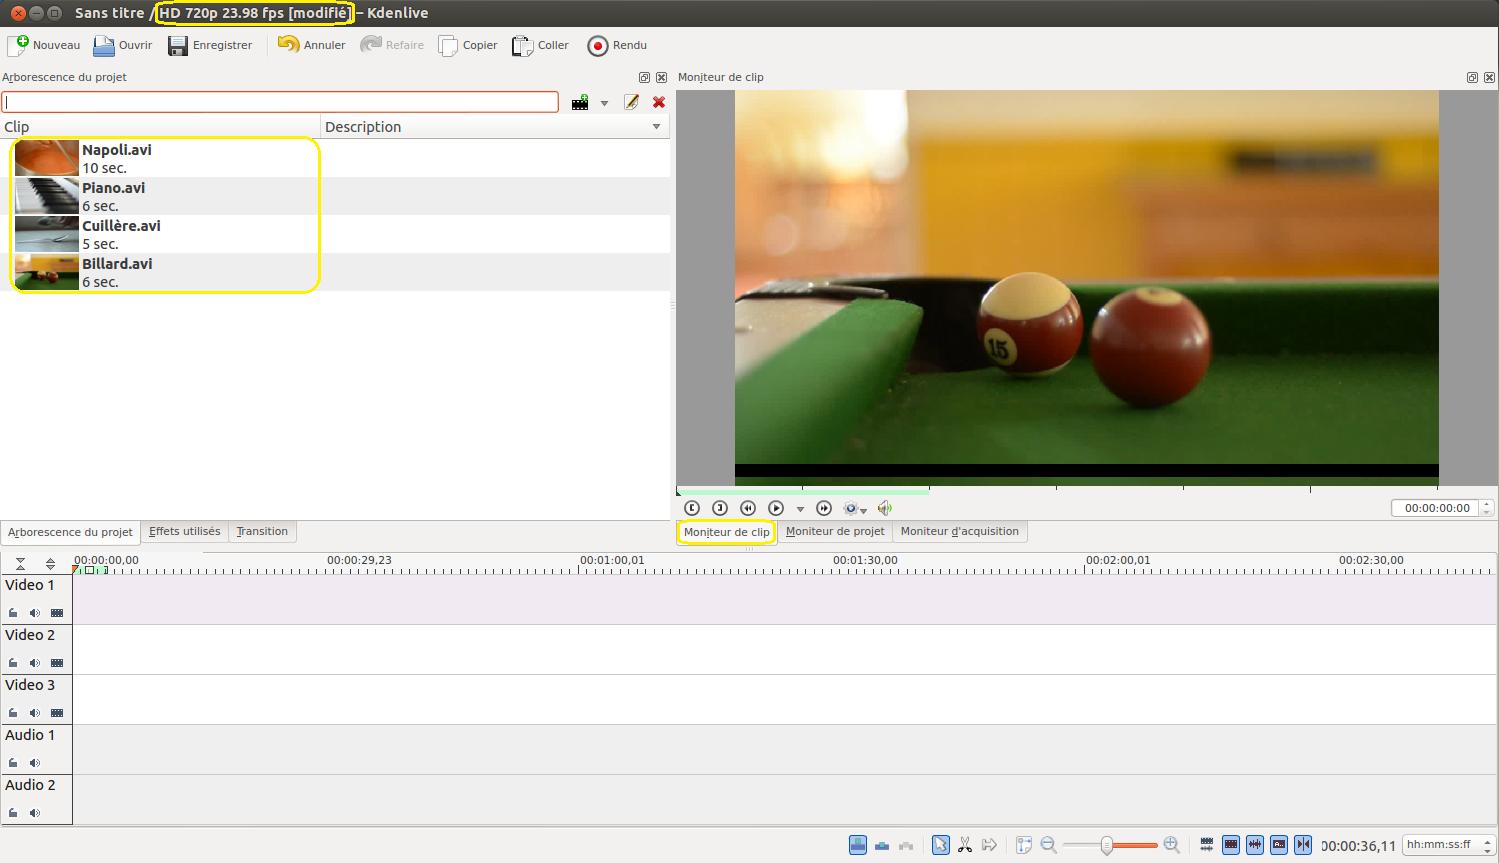 Sans titre / HD 720p 23.98 fps [modifié] – Kdenlive
Nouveau Ouvrir Enregistrer Annuler Refaire Copier Coller Rendu
Arborescence du projet
Moniteur de clip
Clip Description
Napoli.avi
10 sec.
Piano.avi
6 sec.
Cuillère.avi
5 sec.
Billard.avi
6 sec.
15
00:00:00:00
Arborescence du projet Effets utilisés Transition
Moniteur de clip Moniteur de projet Moniteur d'acquisition
00:00:00,00 00:00:29,23 00:01:00,01 00:01:30,00 00:02:00,01 00:02:30,00
Video 1
Video 2
Video 3
Audio 1
Audio 2
00:00:36,11 hh:mm:ss:ff